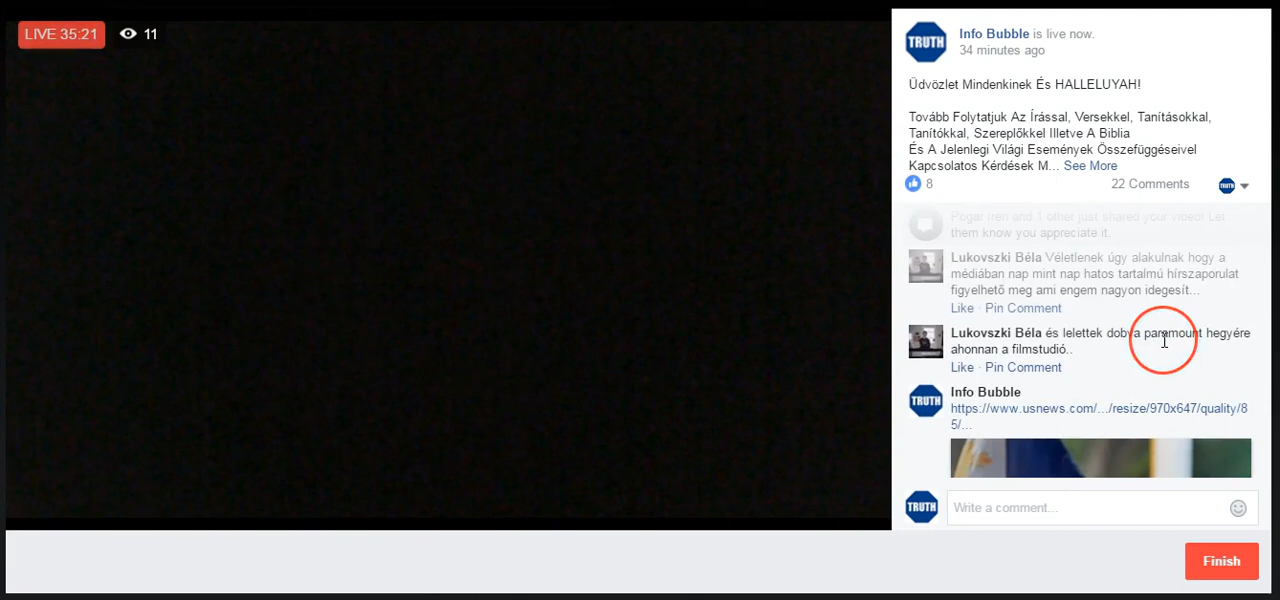 LIVE 35:21
11
TRUTH
Info Bubble is live now.
34 minutes ago
Üdvözlet Mindenkinek És HALLELUYAH!
Tovább Folytatjuk Az Írással, Versekkel, Tanításokkal,
Tanítókkal, Szereplőkkel Illetve A Biblia
És A Jelenlegi Világi Események Összefüggéseivel
Kapcsolatos Kérdések M... See More
8
22 Comments
TRUTH
Pogar Iren and 1 other just shared your video! Let
them know you appreciate it.
Lukovszki Béla Véletlenek úgy alakulnak hogy a
médiában nap mint nap hatos tartalmú hírszaporulat
figyelhető meg ami engem nagyon idegesít...
Like · Pin Comment
Lukovszki Béla és lelettek dobva paramount hegyére
ahonnan a filmstudió..
Like · Pin Comment
TRUTH
Info Bubble
https://www.usnews.com/.../resize/970x647/quality/8
5/...
TRUTH
Write a comment...
Finish